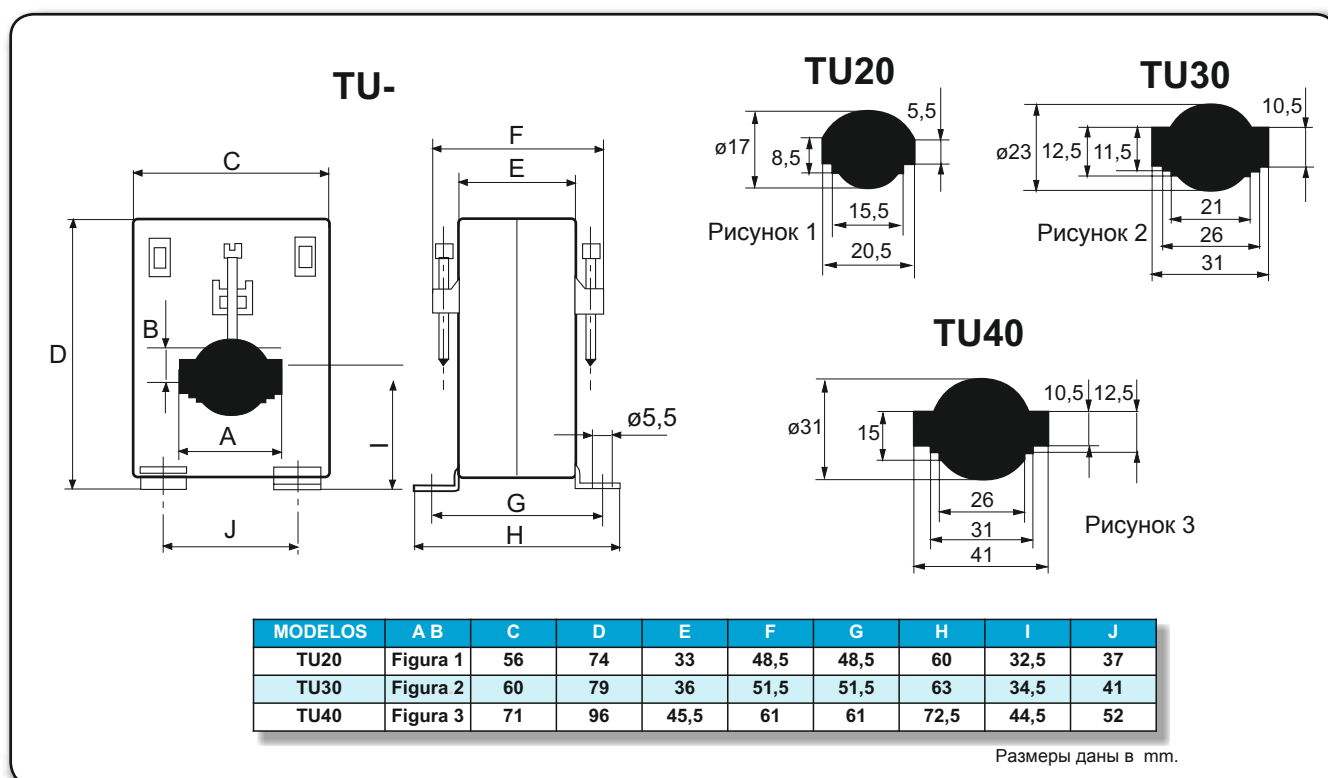 TU-
C
D
B
A
I
J
F
E
ø5,5
G
H
TU20
5,5
ø17
8,5
15,5
20,5
Рисунок 1
TU30
10,5
ø23
12,5
11,5
21
26
31
Рисунок 2
TU40
10,5 12,5
ø31
15
26
31
41
Рисунок 3
MODELOS A B C D E F G H I J
TU20 Figura 1 56 74 33 48,5 48,5 60 32,5 37
TU30 Figura 2 60 79 36 51,5 51,5 63 34,5 41
TU40 Figura 3 71 96 45,5 61 61 72,5 44,5 52
Размеры даны в mm.